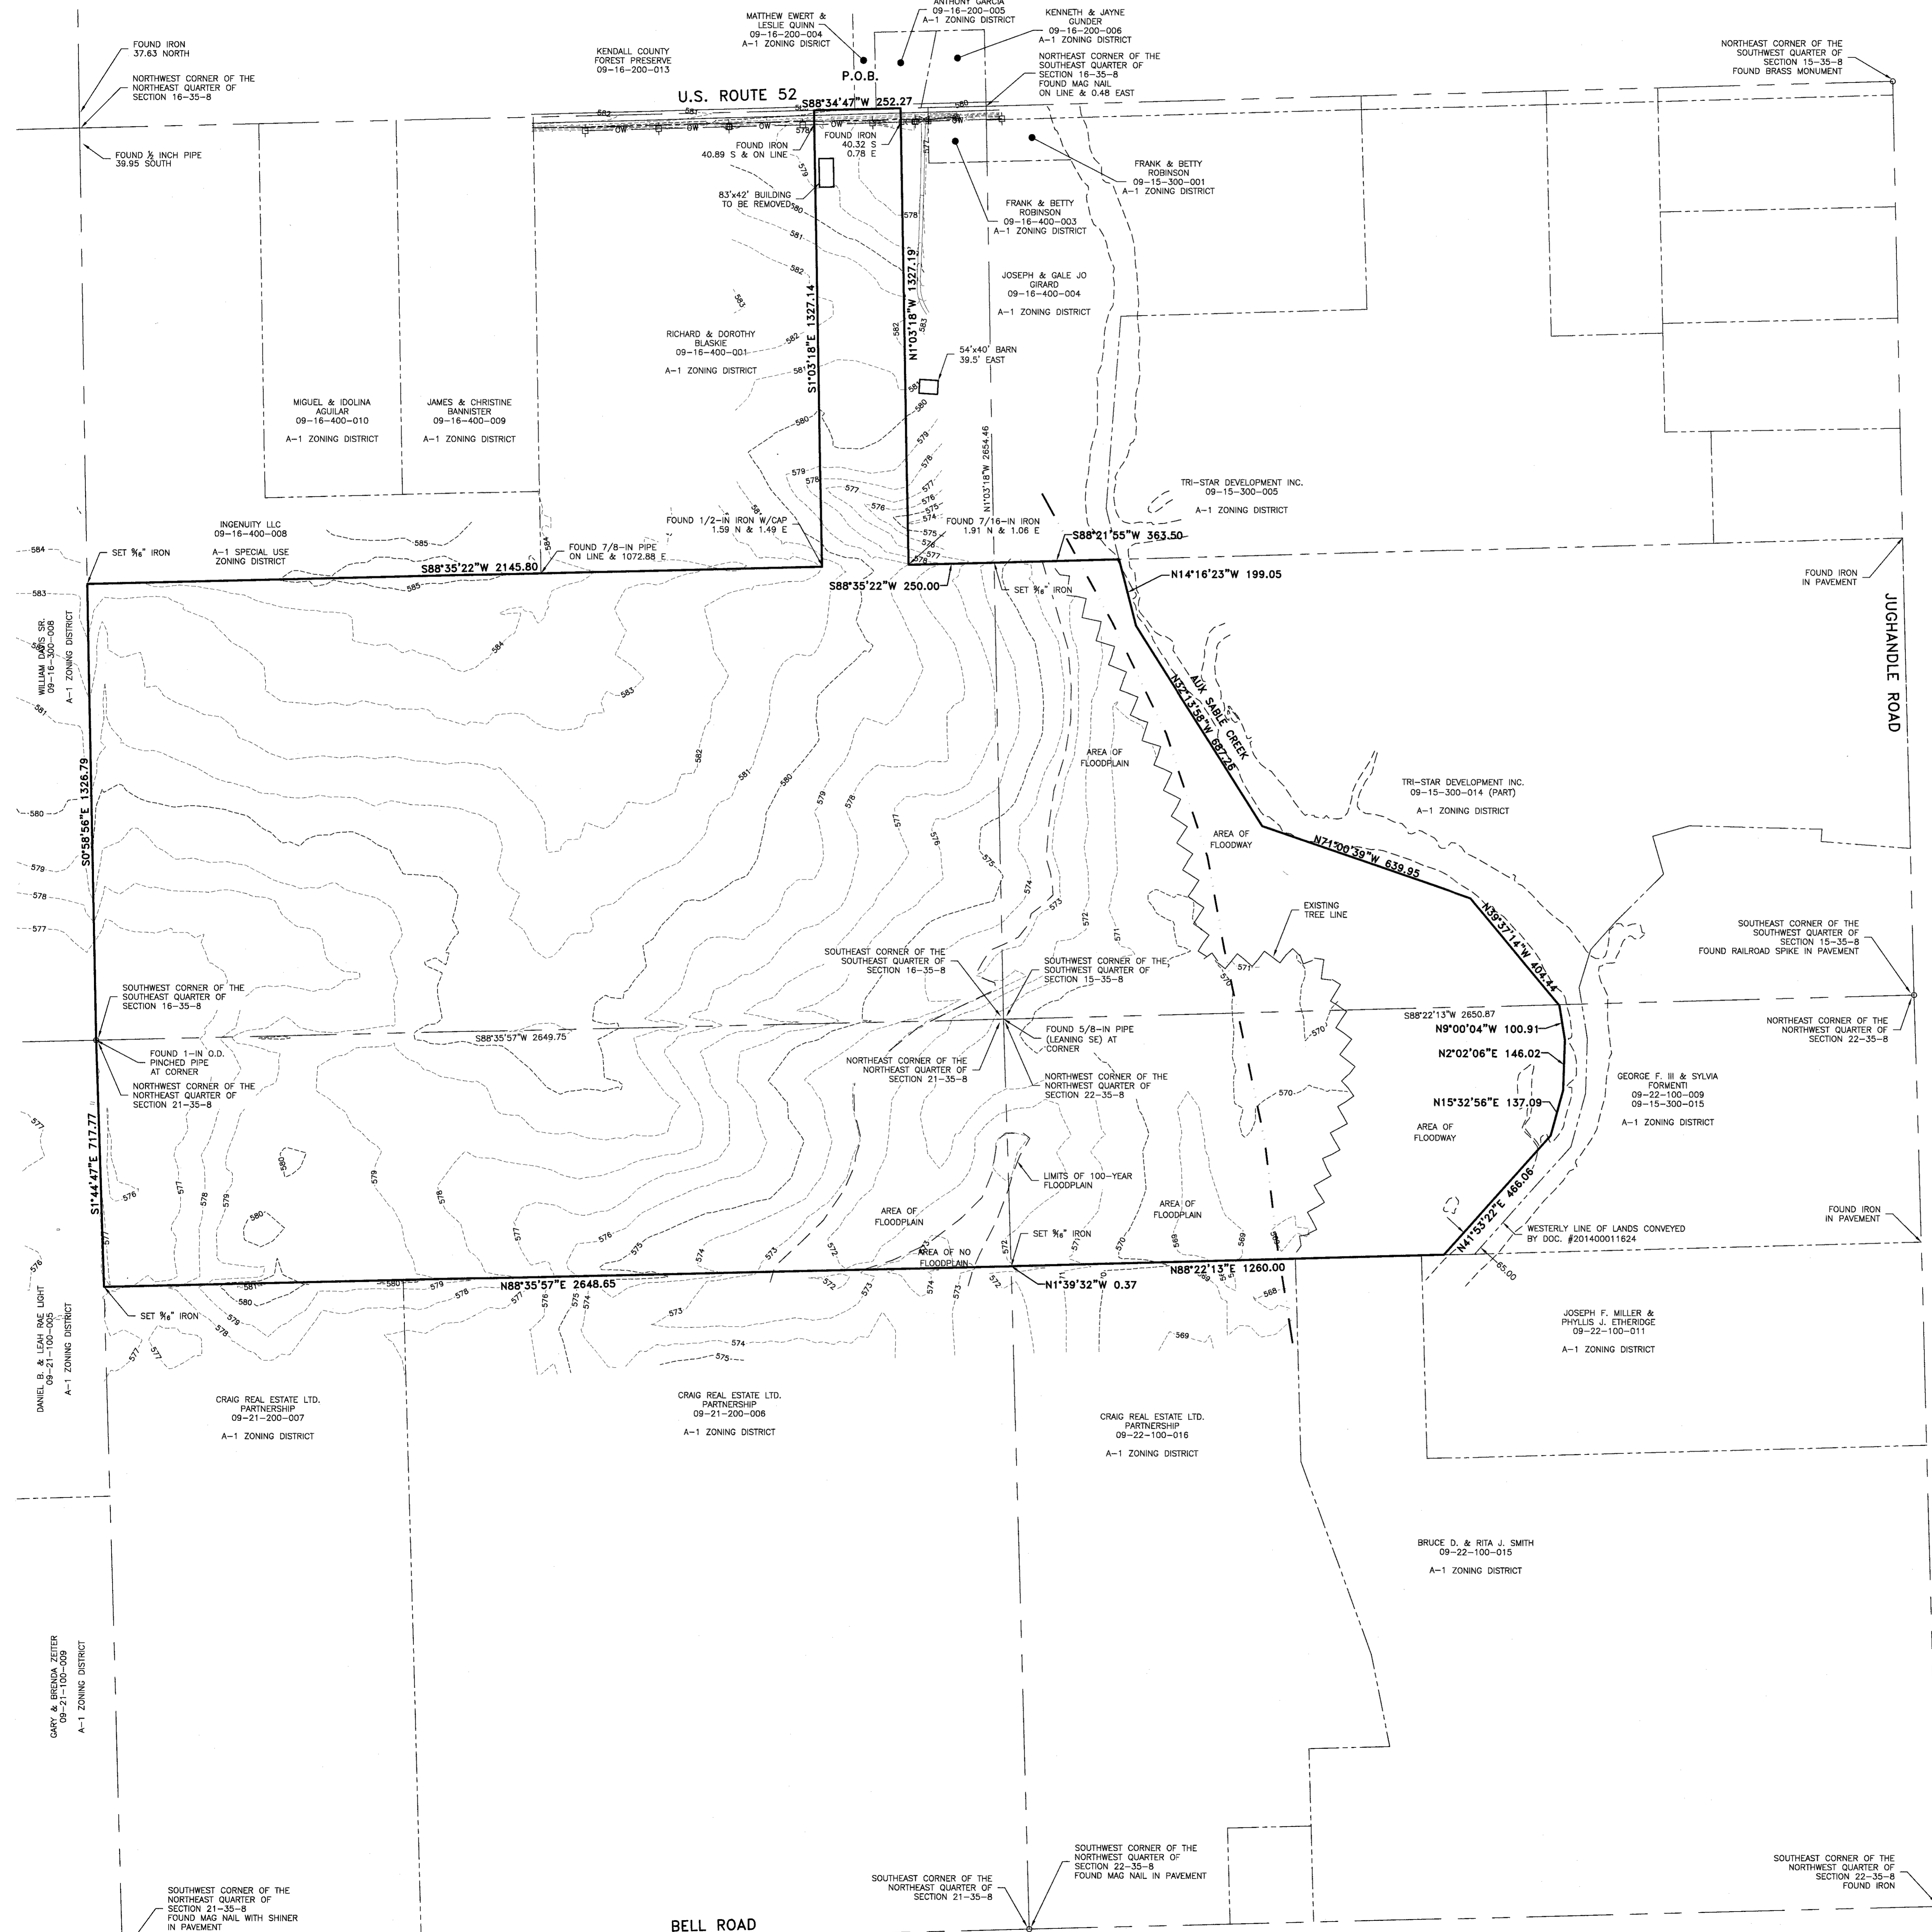 FOUND IRON
37.63 NORTH
NORTHWEST CORNER OF THE
NORTHEAST QUARTER OF
SECTION 16-35-8
FOUND ½ INCH PIPE
39.95 SOUTH
KENDALL COUNTY
FOREST PRESERVE
09-16-200-013
MATTHEW EWERT &
LESLIE QUINN
09-16-200-004
A-1 ZONING DISRICT
ANTHONY GARCIA
09-16-200-005
A-1 ZONING DISTRICT
KENNETH & JAYNE
GUNDER
09-16-200-006
A-1 ZONING DISTRICT
NORTHEAST CORNER OF THE
SOUTHEAST QUARTER OF
SECTION 16-35-8
FOUND MAG NAIL
ON LINE & 0.48 EAST
NORTHEAST CORNER OF THE
SOUTHWEST QUARTER OF
SECTION 15-35-8
FOUND BRASS MONUMENT
P.O.B.
U.S. ROUTE 52
S88°34'47"W 252.27
FOUND IRON
40.89 S & ON LINE
FOUND IRON
40.32 S
0.78 E
83'x42' BUILDING
TO BE REMOVED
FRANK & BETTY
ROBINSON
09-15-300-001
A-1 ZONING DISTRICT
FRANK & BETTY
ROBINSON
09-16-400-003
A-1 ZONING DISTRICT
JOSEPH & GALE JO
GIRARD
09-16-400-004
A-1 ZONING DISTRICT
S1°03'18"E 1327.14
N1°03'18"W 1327.19'
RICHARD & DOROTHY
BLASKIE
09-16-400-001
A-1 ZONING DISTRICT
54'x40' BARN
39.5' EAST
MIGUEL & IDOLINA
AGUILAR
09-16-400-010
A-1 ZONING DISTRICT
JAMES & CHRISTINE
BANNISTER
09-16-400-009
A-1 ZONING DISTRICT
N1°03'18"W 2654.46
TRI-STAR DEVELOPMENT INC.
09-15-300-005
A-1 ZONING DISTRICT
INGENUITY LLC
09-16-400-008
A-1 SPECIAL USE
ZONING DISTRICT
SET 9/16" IRON
FOUND 7/8-IN PIPE
ON LINE & 1072.88 E
FOUND 1/2-IN IRON W/CAP
1.59 N & 1.49 E
FOUND 7/16-IN IRON
1.91 N & 1.06 E
S88°35'22"W 2145.80
S88°35'22"W 250.00
S88°21'55"W 363.50
SET 9/16" IRON
N14°16'23"W 199.05
FOUND IRON
IN PAVEMENT
JUGHANDLE ROAD
WILLIAM DAVIS SR.
09-16-300-008
A-1 ZONING DISTRICT
S0°58'56"E 1326.79
N32°13'58"W 687.26
AUX SABLE CREEK
AREA OF
FLOODPLAIN
TRI-STAR DEVELOPMENT INC.
09-15-300-014 (PART)
A-1 ZONING DISTRICT
AREA OF
FLOODWAY
N71°00'39"W 639.95
EXISTING
TREE LINE
N39°37'14"W 404.44
SOUTHEAST CORNER OF THE
SOUTHWEST QUARTER OF
SECTION 15-35-8
FOUND RAILROAD SPIKE IN PAVEMENT
SOUTHEAST CORNER OF THE
SOUTHEAST QUARTER OF
SECTION 16-35-8
SOUTHWEST CORNER OF THE
SOUTHWEST QUARTER OF
SECTION 15-35-8
SOUTHWEST CORNER OF THE
SOUTHEAST QUARTER OF
SECTION 16-35-8
FOUND 1-IN O.D.
PINCHED PIPE
AT CORNER
NORTHWEST CORNER OF THE
NORTHEAST QUARTER OF
SECTION 21-35-8
S88°35'57"W 2649.75
FOUND 5/8-IN PIPE
(LEANING SE) AT
CORNER
NORTHEAST CORNER OF THE
NORTHEAST QUARTER OF
SECTION 21-35-8
NORTHWEST CORNER OF THE
NORTHWEST QUARTER OF
SECTION 22-35-8
S88°22'13"W 2650.87
N9°00'04"W 100.91
N2°02'06"E 146.02
N15°32'56"E 137.09
NORTHEAST CORNER OF THE
NORTHWEST QUARTER OF
SECTION 22-35-8
GEORGE F. III & SYLVIA
FORMENTI
09-22-100-009
09-15-300-015
A-1 ZONING DISTRICT
AREA OF
FLOODWAY
S1°44'47"E 717.77
LIMITS OF 100-YEAR
FLOODPLAIN
AREA OF
FLOODPLAIN
AREA OF
FLOODPLAIN
AREA OF NO
FLOODPLAIN
SET 9/16" IRON
N41°53'22"E 466.06
WESTERLY LINE OF LANDS CONVEYED
BY DOC. #201400011624
65.00
FOUND IRON
IN PAVEMENT
N88°35'57"E 2648.65
N1°39'32"W 0.37
N88°22'13"E 1260.00
SET 9/16" IRON
DANIEL B. & LEAH RAE LIGHT
09-21-100-005
A-1 ZONING DISTRICT
JOSEPH F. MILLER &
PHYLLIS J. ETHERIDGE
09-22-100-011
A-1 ZONING DISTRICT
CRAIG REAL ESTATE LTD.
PARTNERSHIP
09-21-200-007
A-1 ZONING DISTRICT
CRAIG REAL ESTATE LTD.
PARTNERSHIP
09-21-200-006
A-1 ZONING DISTRICT
CRAIG REAL ESTATE LTD.
PARTNERSHIP
09-22-100-016
A-1 ZONING DISTRICT
BRUCE D. & RITA J. SMITH
09-22-100-015
A-1 ZONING DISTRICT
GARY & BRENDA ZEITER
09-21-100-009
A-1 ZONING DISTRICT
SOUTHWEST CORNER OF THE
NORTHEAST QUARTER OF
SECTION 21-35-8
FOUND MAG NAIL WITH SHINER
IN PAVEMENT
BELL ROAD
SOUTHEAST CORNER OF THE
NORTHEAST QUARTER OF
SECTION 21-35-8
SOUTHWEST CORNER OF THE
NORTHWEST QUARTER OF
SECTION 22-35-8
FOUND MAG NAIL IN PAVEMENT
SOUTHEAST CORNER OF THE
NORTHWEST QUARTER OF
SECTION 22-35-8
FOUND IRON